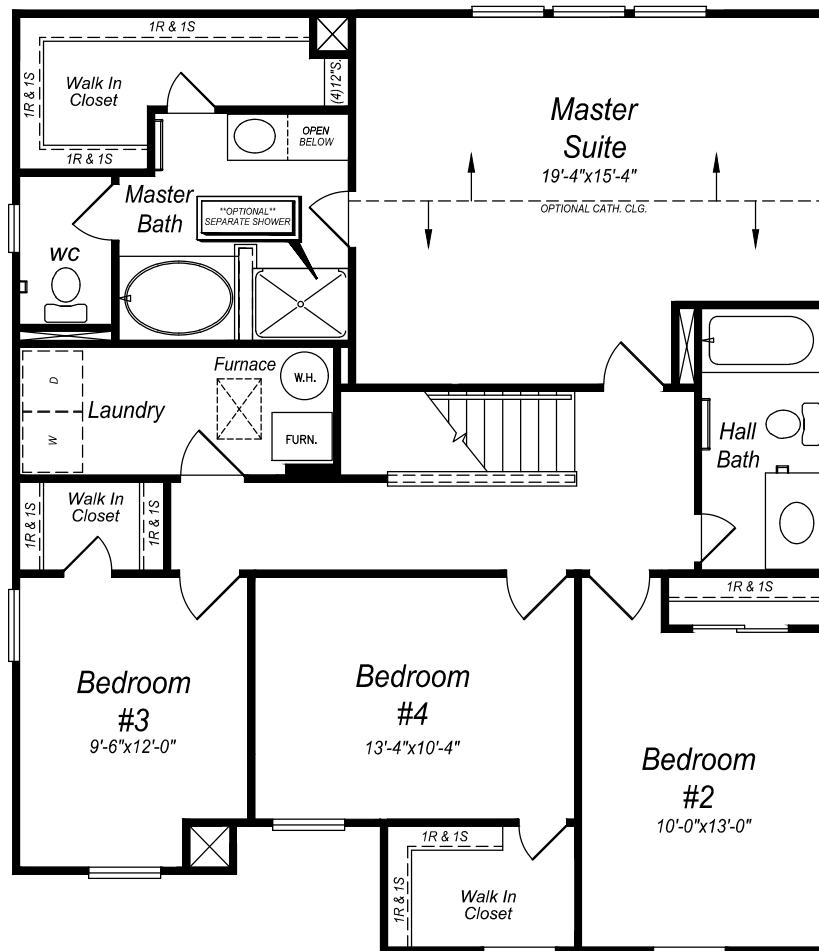 1R & 1S
1R & 1S
Walk In
Closet
(4)12"S.
1R & 1S
OPEN
BELOW
Master
Suite
19'-4"x15'-4"
OPTIONAL CATH. CLG.
Master
Bath
**OPTIONAL**
SEPARATE SHOWER
WC
D
W
Laundry
Furnace
W.H.
FURN.
Hall
Bath
1R & 1S
Walk In
Closet
1R & 1S
1R & 1S
Bedroom
#3
9'-6"x12'-0"
Bedroom
#4
13'-4"x10'-4"
Bedroom
#2
10'-0"x13'-0"
1R & 1S
1R & 1S
Walk In
Closet